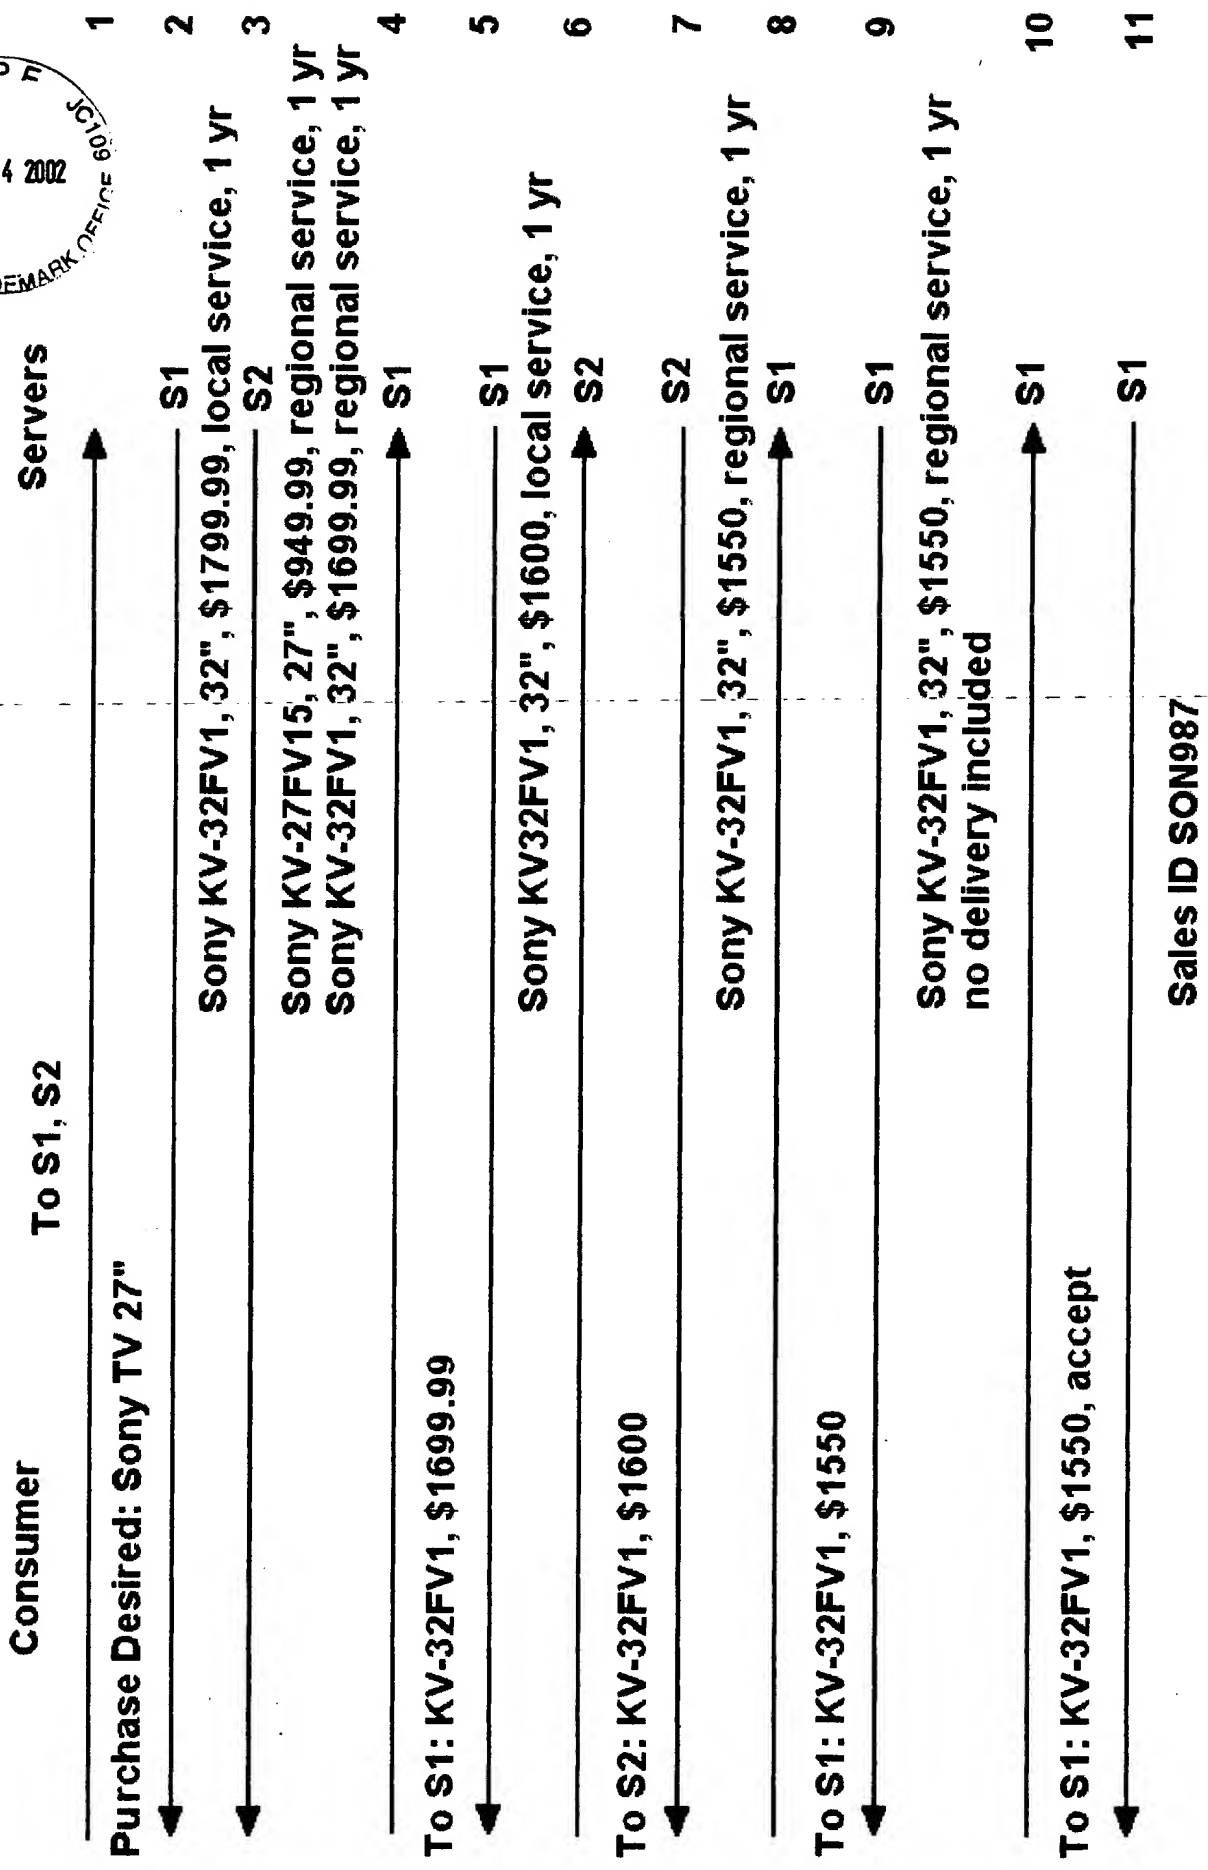 Consumer
To S1, S2
Servers
1
Purchase Desired: Sony TV 27"
S1
2
Sony KV-32FV1, 32", $1799.99, local service, 1 yr
S2
3
Sony KV-27FV15, 27", $949.99, regional service, 1 yr
Sony KV-32FV1, 32", $1699.99, regional service, 1 yr
S1
4
To S1: KV-32FV1, $1699.99
S1
5
Sony KV32FV1, 32", $1600, local service, 1 yr
S2
6
To S2: KV-32FV1, $1600
S2
7
Sony KV-32FV1, 32", $1550, regional service, 1 yr
S1
8
To S1: KV-32FV1, $1550
S1
9
Sony KV-32FV1, 32", $1550, regional service, 1 yr
no delivery included
S1
10
To S1: KV-32FV1, $1550, accept
S1
11
Sales ID SON987
4 2002
JC109
OFFICE